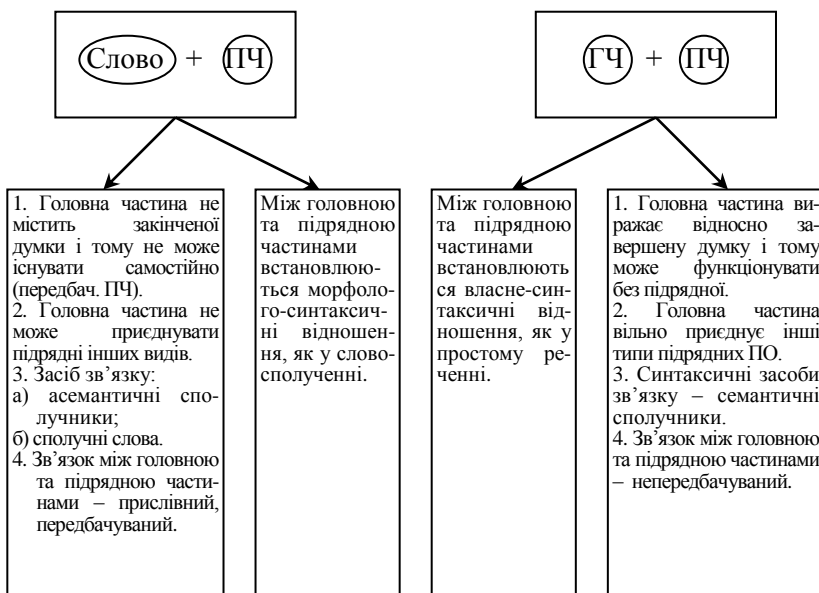 Слово + ПЧ
ГЧ + ПЧ
1. Головна частина не
містить закінченої
думки і тому не може
існувати самостійно
(передбач. ПЧ).
2. Головна частина не
може приєднувати
підрядні інших видів.
3. Засіб зв’язку:
а) асемантичні спо-
лучники;
б) сполучні слова.
4. Зв’язок між головною
та підрядною части-
нами – прислівний,
передбачуваний.
Між головною
та підрядною
частинами
встановлюю-
ться морфоло-
го-синтаксич-
ні відношен-
ня, як у слово-
сполученні.
Між головною
та підрядною
частинами
встановлюють
ся власне-син-
таксичні від-
ношення, як у
простому ре-
ченні.
1. Головна частина ви-
ражає відносно за-
вершену думку і тому
може функціонувати
без підрядної.
2. Головна частина
вільно приєднує інші
типи підрядних ПО.
3. Синтаксичні засоби
зв’язку – семантичні
сполучники.
4. Зв’язок між головною
та підрядною частинами
– непередбачуваний.